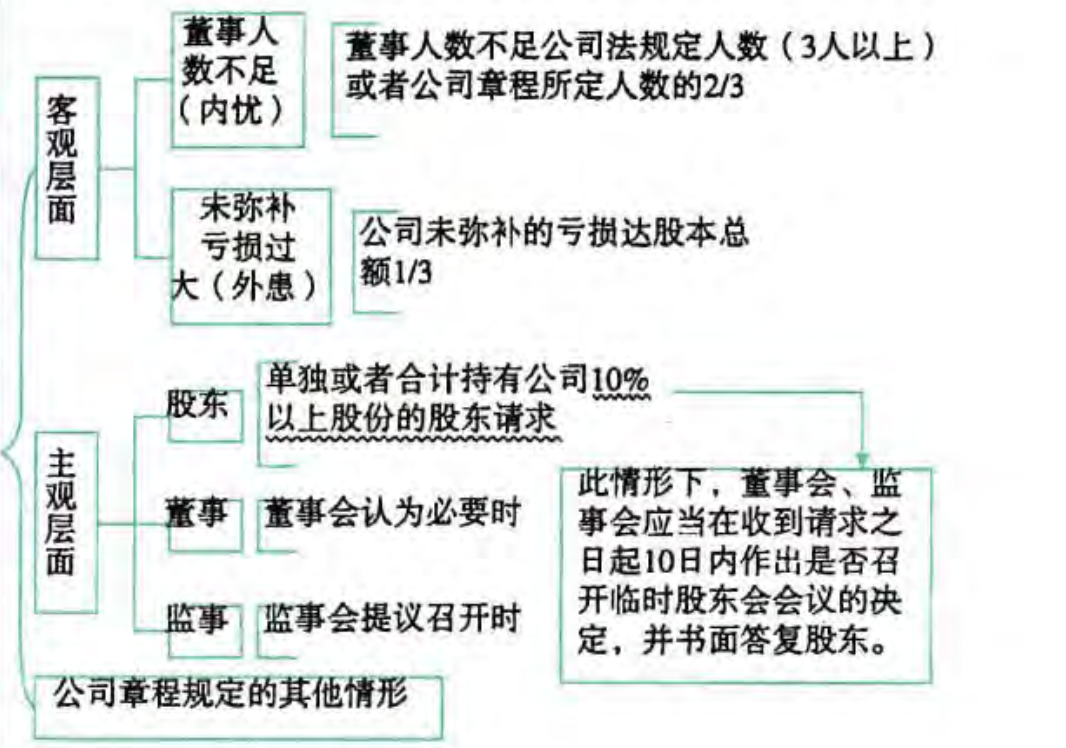 客观层面
董事人
数不足
（内忧）
董事人数不足公司法规定人数（3人以上）
或者公司章程所定人数的2/3
未弥补
亏损过
大（外患）
公司未弥补的亏损达股本总
额1/3
主观层面
股东
单独或者合计持有公司10%
以上股份的股东请求
此情形下，董事会、监
事会应当在收到请求之
日起10日内作出是否召
开临时股东会会议的决
定，并书面答复股东。
董事
董事会认为必要时
监事
监事会提议召开时
公司章程规定的其他情形